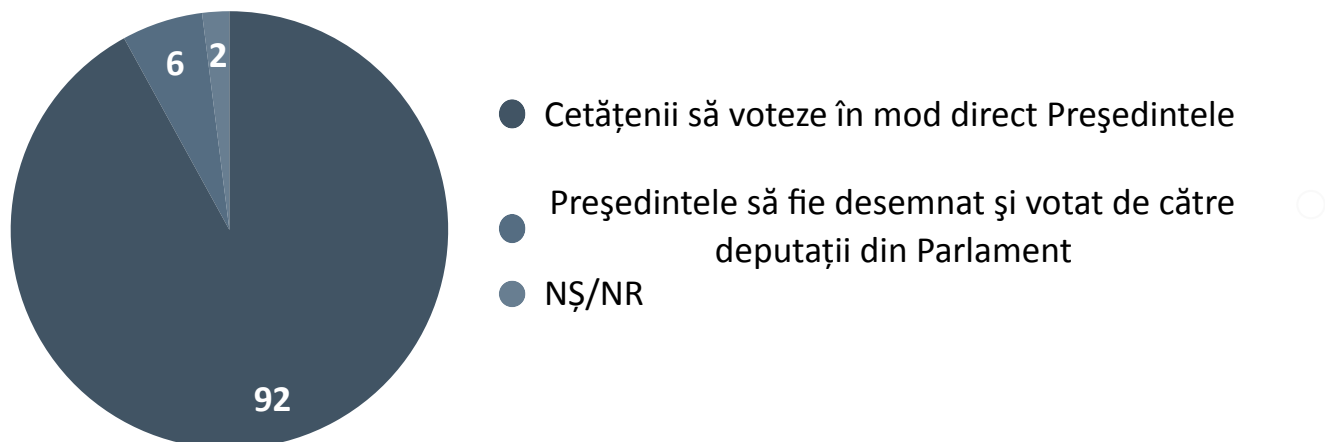 6
2
92
Cetățenii să voteze în mod direct Preşedintele
Preşedintele să fie desemnat şi votat de către
deputații din Parlament
NȘ/NR